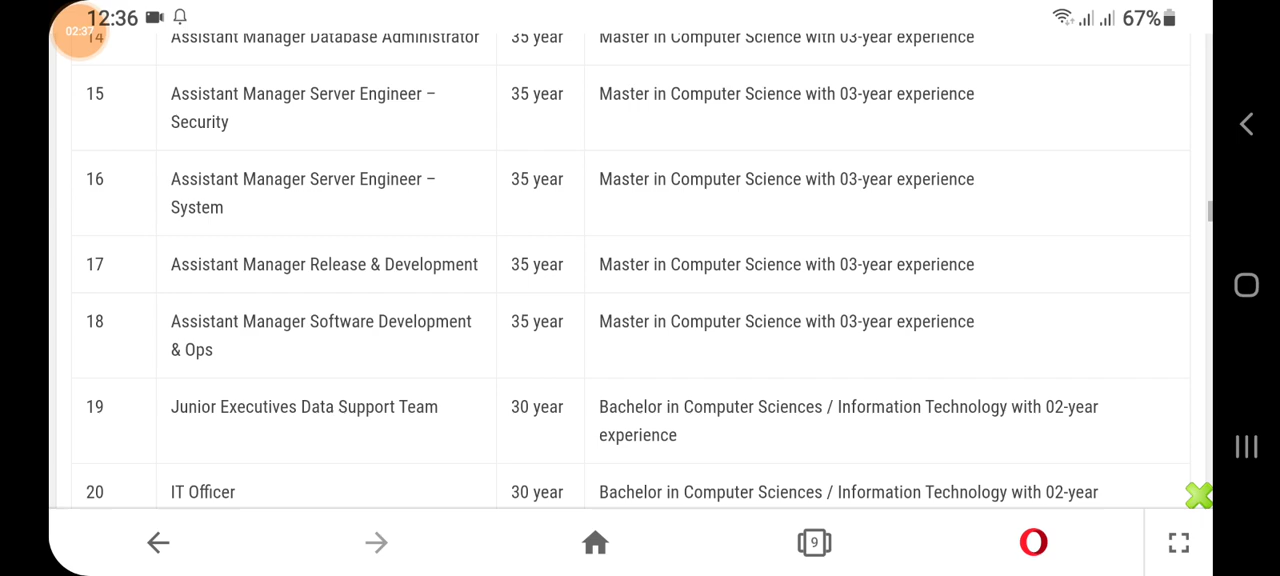 12:36
02:37
67%
14 Assistant Manager Database Administrator 35 year Master in Computer Science with 03-year experience
15 Assistant Manager Server Engineer – 35 year Master in Computer Science with 03-year experience
Security
16 Assistant Manager Server Engineer – 35 year Master in Computer Science with 03-year experience
System
17 Assistant Manager Release & Development 35 year Master in Computer Science with 03-year experience
18 Assistant Manager Software Development 35 year Master in Computer Science with 03-year experience
& Ops
19 Junior Executives Data Support Team 30 year Bachelor in Computer Sciences / Information Technology with 02-year
experience
20 IT Officer 30 year Bachelor in Computer Sciences / Information Technology with 02-year
9